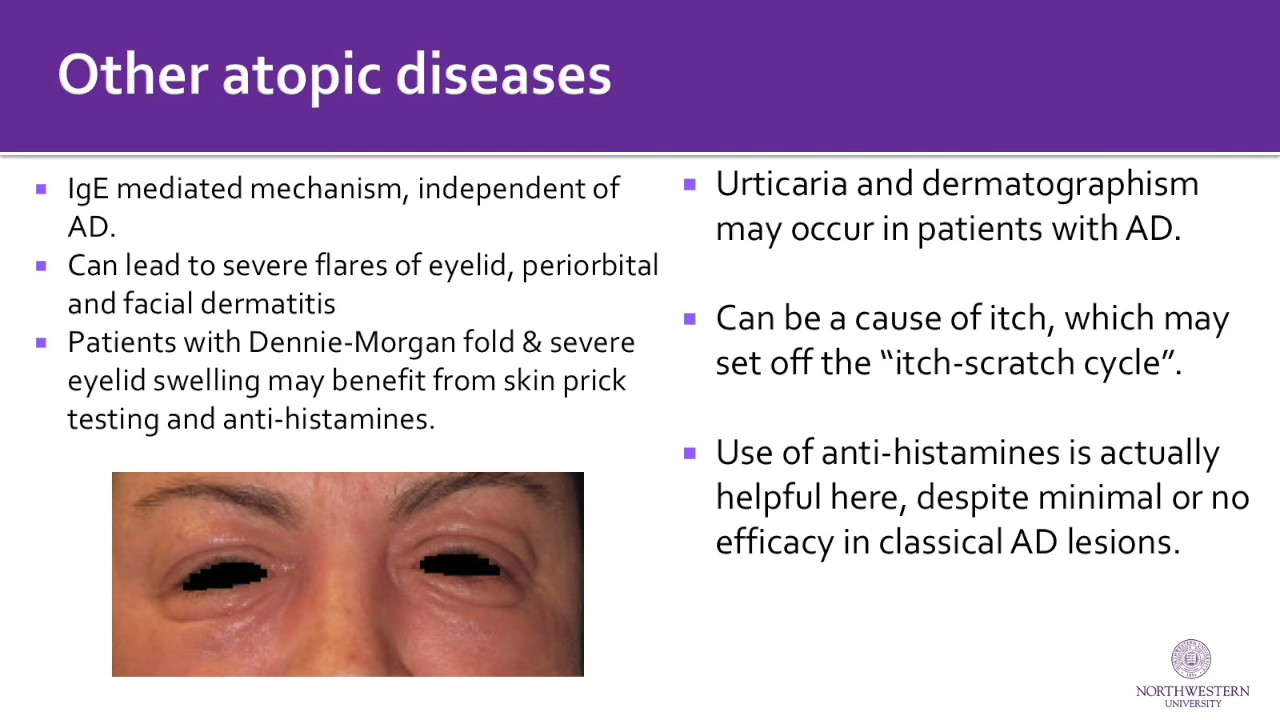 Other atopic diseases
IgE mediated mechanism, independent of
AD.
Can lead to severe flares of eyelid, periorbital
and facial dermatitis
Patients with Dennie-Morgan fold & severe
eyelid swelling may benefit from skin prick
testing and anti-histamines.
Urticaria and dermatographism
may occur in patients with AD.
Can be a cause of itch, which may
set off the “itch-scratch cycle”.
Use of anti-histamines is actually
helpful here, despite minimal or no
efficacy in classical AD lesions.
NORTHWESTERN
UNIVERSITY